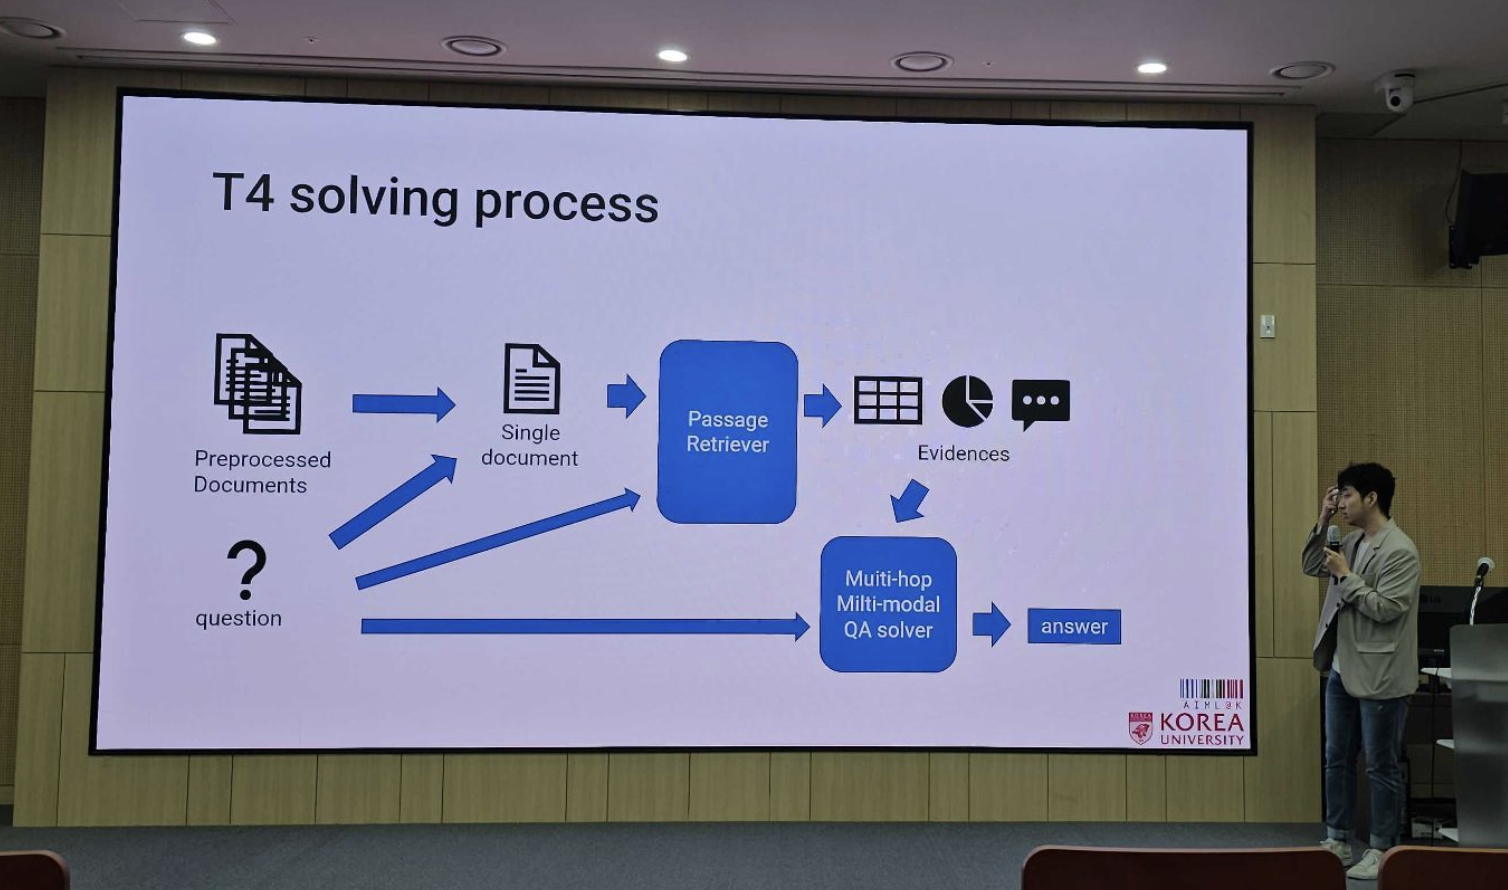 T4 solving process
Preprocessed
Documents
Single
document
Passage
Retriever
Evidences
question
Muiti-hop
Milti-modal
QA solver
answer
AIML@K
KOREA
UNIVERSITY